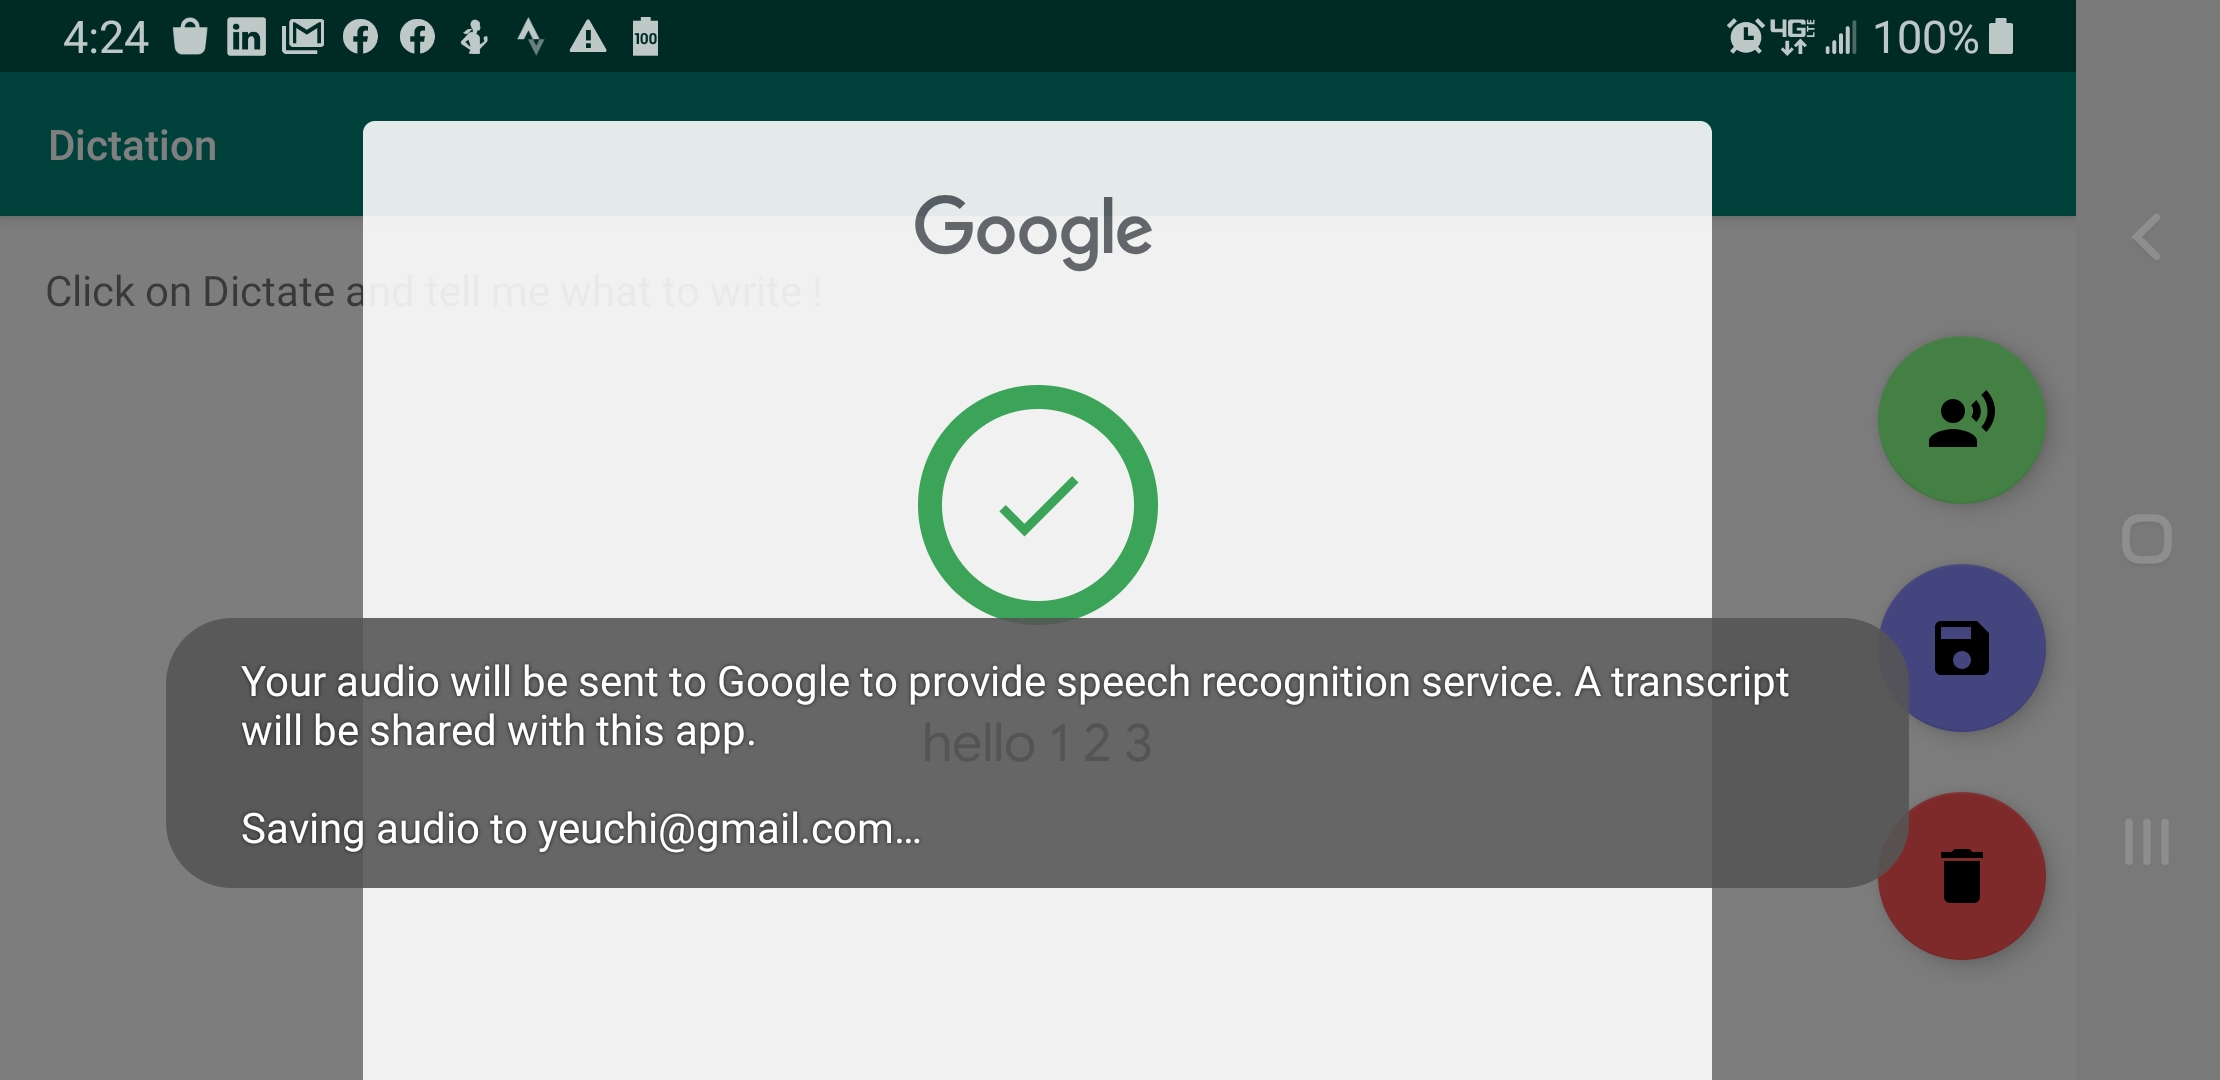 4:24
100
4G LTE
100%
Dictation
Google
Click on Dictate and tell me what to write !
Your audio will be sent to Google to provide speech recognition service. A transcript
will be shared with this app.
hello 1 2 3
Saving audio to yeuchi@gmail.com...